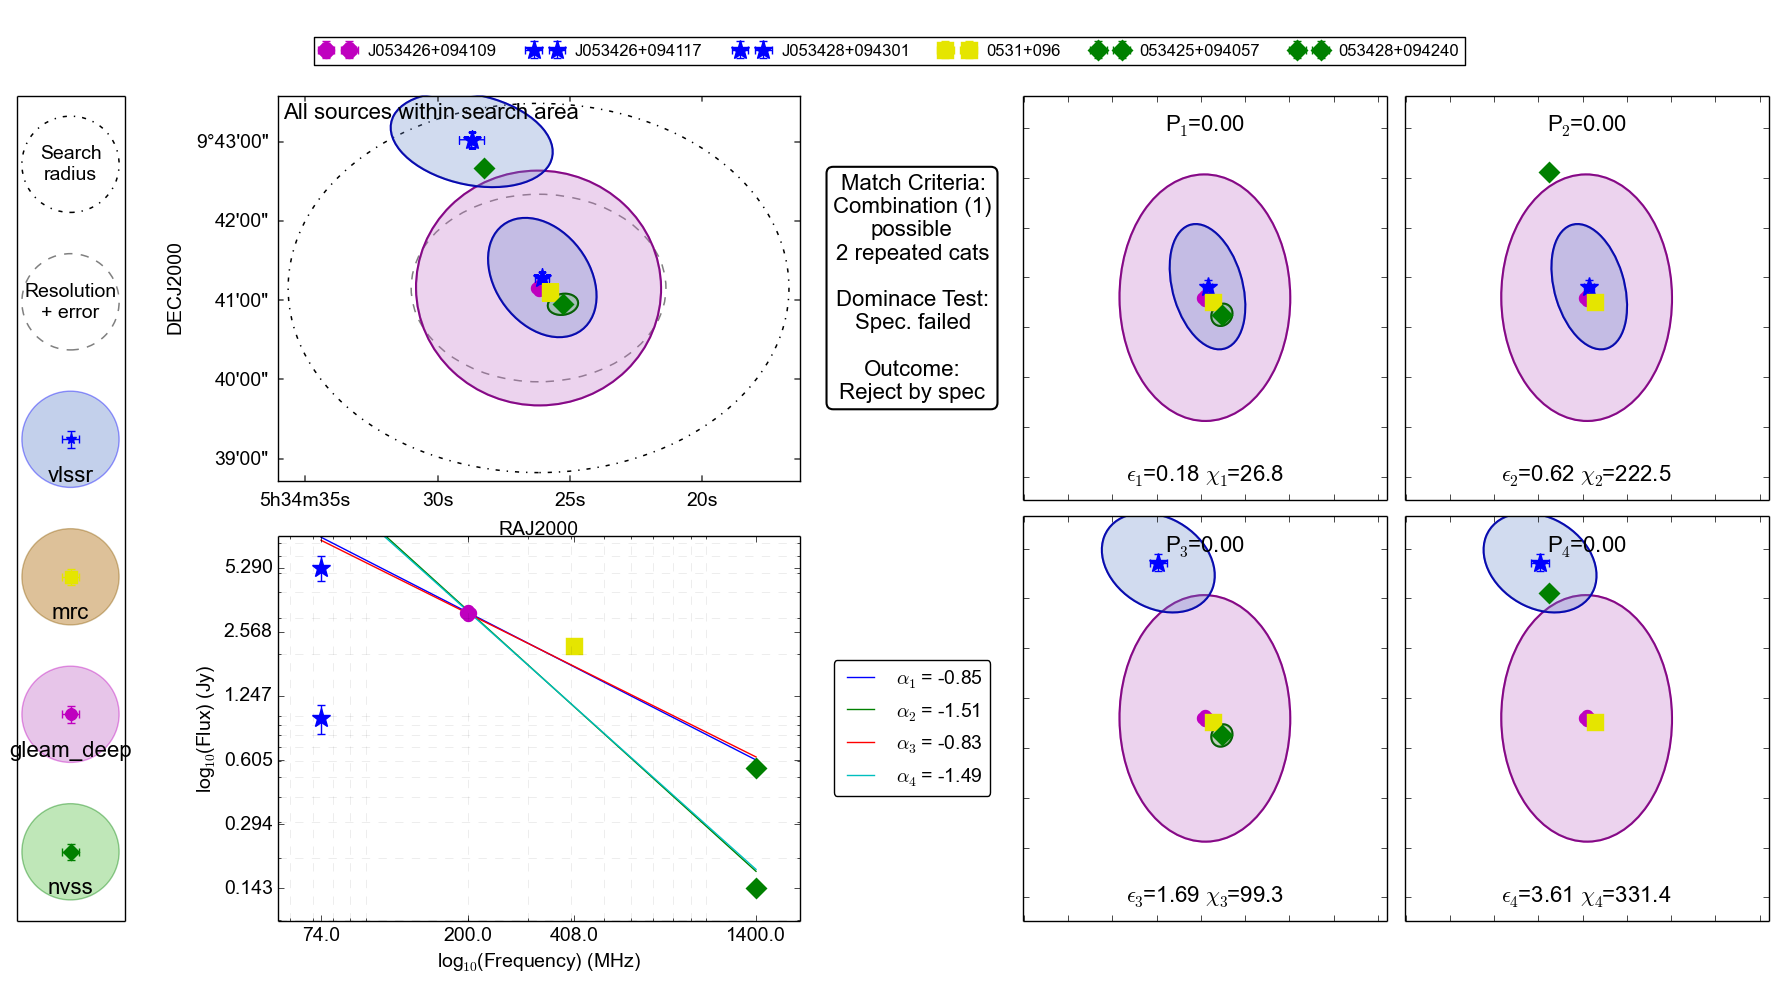 J053426+094109 J053426+094117 J053428+094301 0531+096 053425+094057 053428+094240
Search
radius
Resolution
+ error
vlssr
mrc
gleam_deep
nvss
All sources within search area
DECJ2000
9°43'00"
42'00"
41'00"
40'00"
39'00"
5h34m35s 30s 25s 20s
RAJ2000
Match Criteria:
Combination (1)
possible
2 repeated cats
Dominace Test:
Spec. failed
Outcome:
Reject by spec
P₁=0.00
ϵ₁=0.18 χ₁=26.8
P₂=0.00
ϵ₂=0.62 χ₂=222.5
log₁₀(Flux) (Jy)
5.290
2.568
1.247
0.605
0.294
0.143
74.0 200.0 408.0 1400.0
log₁₀(Frequency) (MHz)
α₁ = -0.85
α₂ = -1.51
α₃ = -0.83
α₄ = -1.49
P₃=0.00
ϵ₃=1.69 χ₃=99.3
P₄=0.00
ϵ₄=3.61 χ₄=331.4